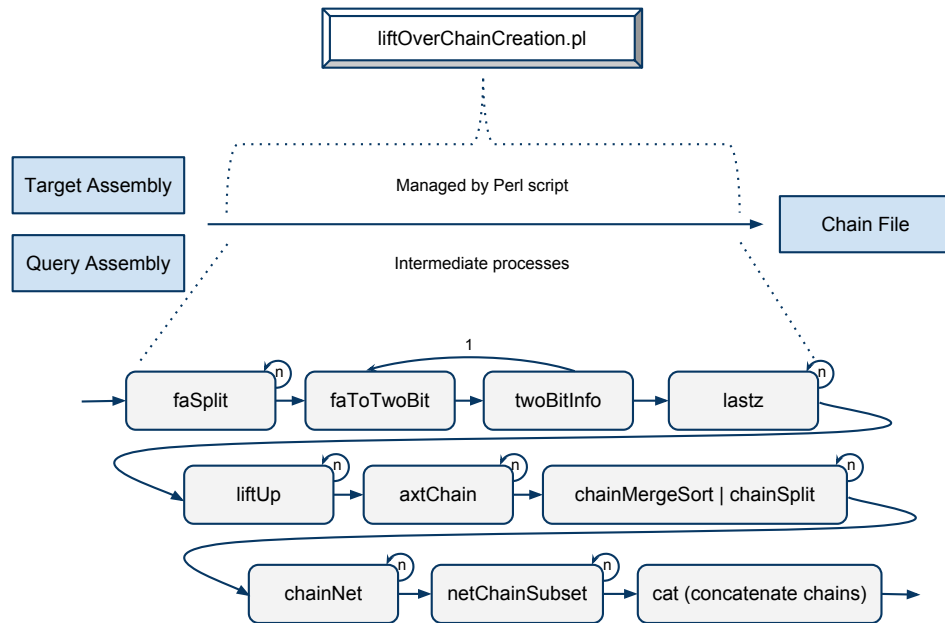 liftOverChainCreation.pl
Target Assembly
Managed by Perl script
Chain File
Query Assembly
Intermediate processes
1
n
n
faSplit
faToTwoBit
twoBitInfo
lastz
n
n
n
liftUp
axtChain
chainMergeSort | chainSplit
n
n
chainNet
netChainSubset
cat (concatenate chains)